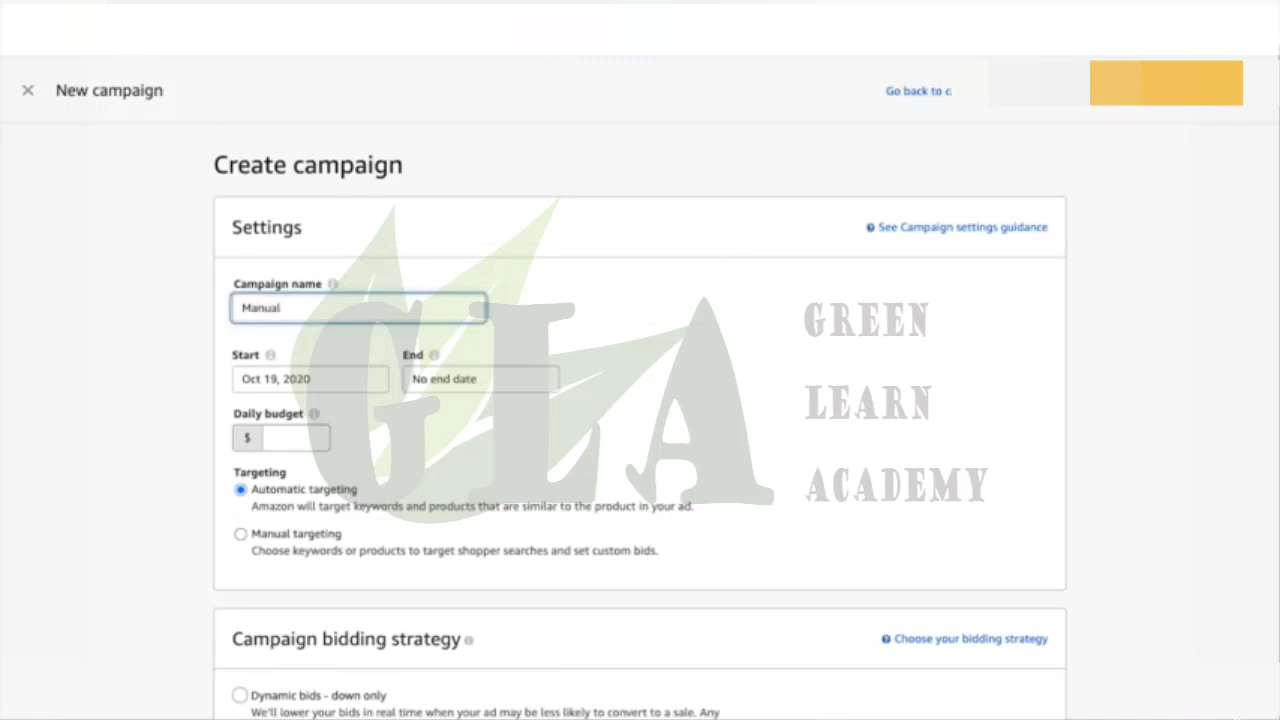 New campaign
Go back to
Create campaign
Settings
See Campaign settings guidance
Campaign name
Manual
Start
End
Oct 19, 2020
No end date
Daily budget
$
Targeting
Automatic targeting
Amazon will target keywords and products that are similar to the product in your ad.
Manual targeting
Choose keywords or products to target shopper searches and set custom bids.
GLA
GREEN
LEARN
ACADEMY
Campaign bidding strategy
Choose your bidding strategy
Dynamic bids - down only
We'll lower your bids in real time when your ad may be less likely to convert to a sale. Any